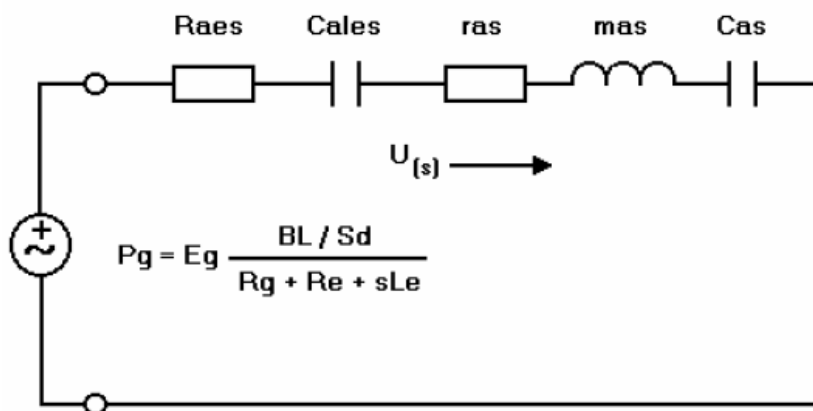 Raes Cales ras mas Cas
U(s)
+
~
Pg = Eg BL / Sd
Rg + Re + sLe